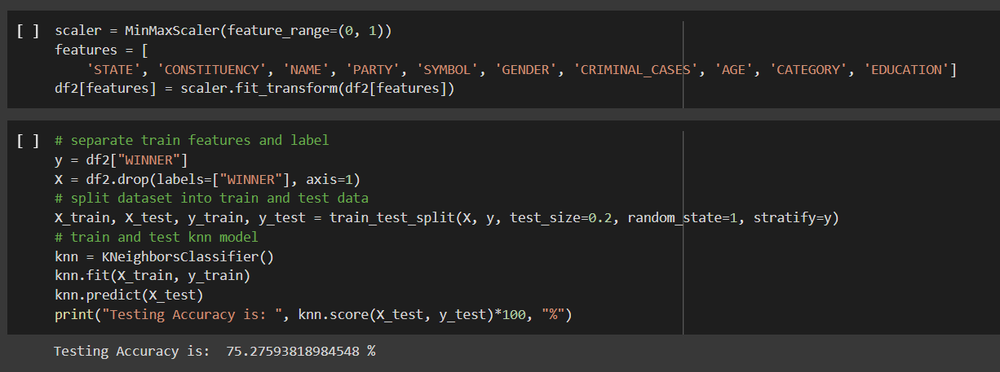 [ ] scaler = MinMaxScaler(feature_range=(0, 1))
features = [
    'STATE', 'CONSTITUENCY', 'NAME', 'PARTY', 'SYMBOL', 'GENDER', 'CRIMINAL_CASES', 'AGE', 'CATEGORY', 'EDUCATION']
df2[features] = scaler.fit_transform(df2[features])
[ ] # separate train features and label
y = df2["WINNER"]
X = df2.drop(labels=["WINNER"], axis=1)
# split dataset into train and test data
X_train, X_test, y_train, y_test = train_test_split(X, y, test_size=0.2, random_state=1, stratify=y)
# train and test knn model
knn = KNeighborsClassifier()
knn.fit(X_train, y_train)
knn.predict(X_test)
print("Testing Accuracy is: ", knn.score(X_test, y_test)*100, "%")
Testing Accuracy is:  75.27593818984548 %